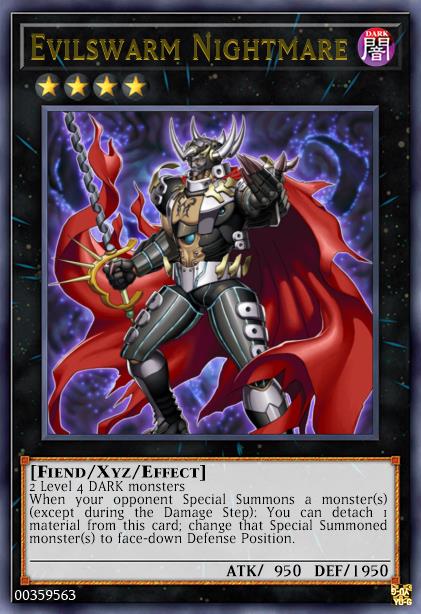 EVILSWARM NIGHTMARE
DARK
闇
[FIEND/XYZ/EFFECT]
2 Level 4 DARK monsters
When your opponent Special Summons a monster(s)
(except during the Damage Step): You can detach 1
material from this card; change that Special Summoned
monster(s) to face-down Defense Position.
ATK/ 950 DEF/1950
00359563